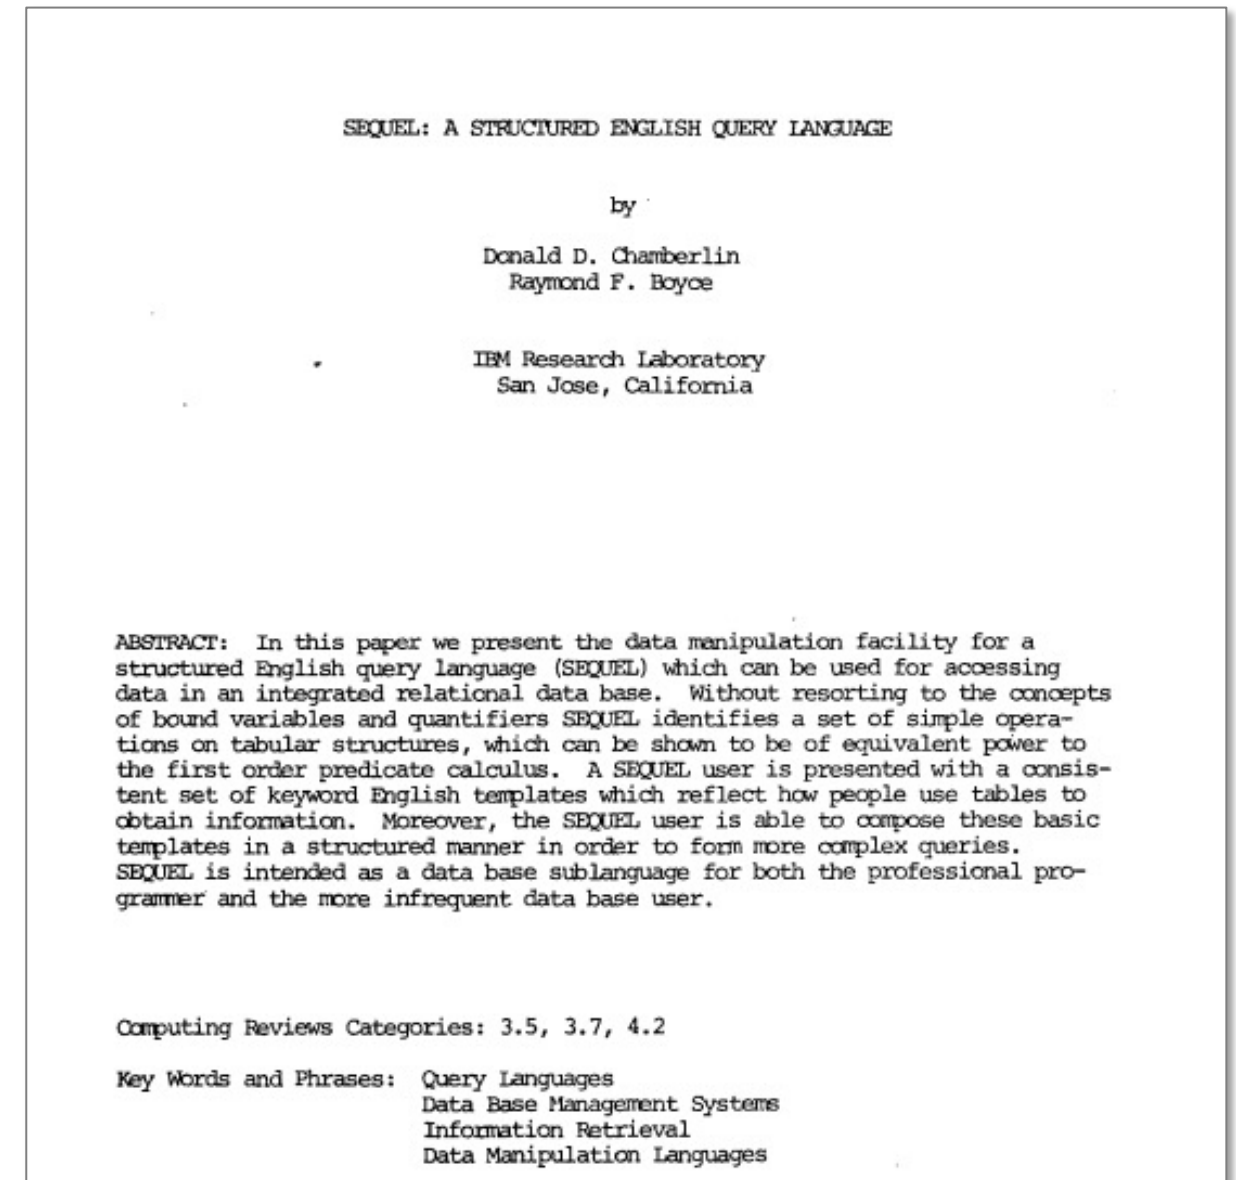 SEQUEL: A STRUCTURED ENGLISH QUERY LANGUAGE
by
Donald D. Chamberlin
Raymond F. Boyce
IBM Research Laboratory
San Jose, California
ABSTRACT: In this paper we present the data manipulation facility for a
structured English query language (SEQUEL) which can be used for accessing
data in an integrated relational data base. Without resorting to the concepts
of bound variables and quantifiers SEQUEL identifies a set of simple opera-
tions on tabular structures, which can be shown to be of equivalent power to
the first order predicate calculus. A SEQUEL user is presented with a consis-
tent set of keyword English templates which reflect how people use tables to
obtain information. Moreover, the SEQUEL user is able to compose these basic
templates in a structured manner in order to form more complex queries.
SEQUEL is intended as a data base sublanguage for both the professional pro-
grammer and the more infrequent data base user.
Computing Reviews Categories: 3.5, 3.7, 4.2
Key Words and Phrases: Query Languages
Data Base Management Systems
Information Retrieval
Data Manipulation Languages